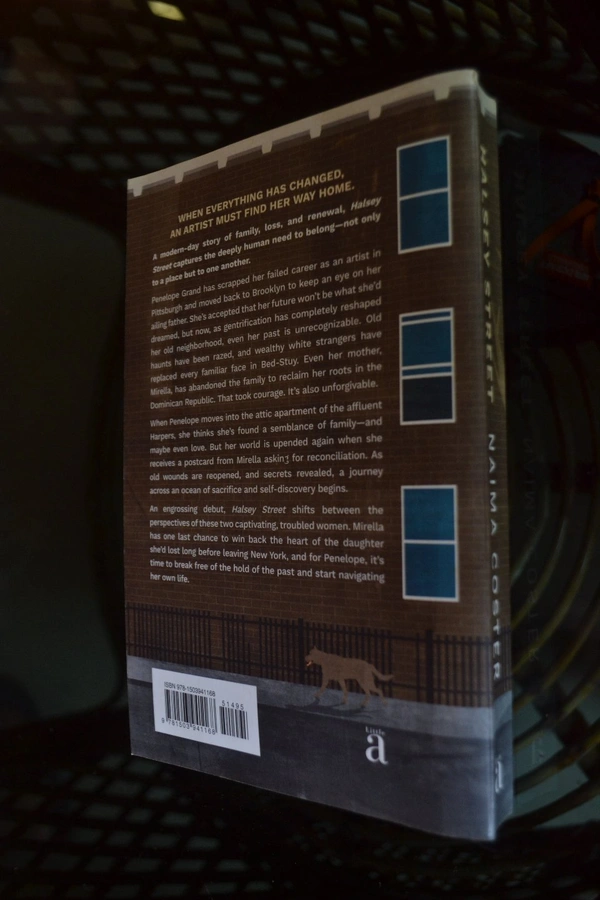 WHEN EVERYTHING HAS CHANGED,
AN ARTIST MUST FIND HER WAY HOME.
A modern-day story of family, loss, and renewal, Halsey
Street captures the deeply human need to belong—not only
to a place but to one another.
Penelope Grand has scrapped her failed career as an artist in
Pittsburgh and moved back to Brooklyn to keep an eye on her
ailing father. She's accepted that her future won't be what she'd
dreamed, but now, as gentrification has completely reshaped
her old neighborhood, even her past is unrecognizable. Old
haunts have been razed, and wealthy white strangers have
replaced every familiar face in Bed-Stuy. Even her mother,
Mirella, has abandoned the family to reclaim her roots in the
Dominican Republic. That took courage. It's also unforgivable.
When Penelope moves into the attic apartment of the affluent
Harpers, she thinks she's found a semblance of family—and
maybe even love. But her world is upended again when she
receives a postcard from Mirella asking for reconciliation. As
old wounds are reopened, and secrets revealed, a journey
across an ocean of sacrifice and self-discovery begins.
An engrossing debut, Halsey Street shifts between the
perspectives of these two captivating, troubled women. Mirella
has one last chance to win back the heart of the daughter
she'd lost long before leaving New York, and for Penelope, it's
time to break free of the hold of the past and start navigating
her own life.
ISBN 978-1503941168
51495
9 781503 941168
Little
a
HALSEY STREET NAIMA COSTER
a